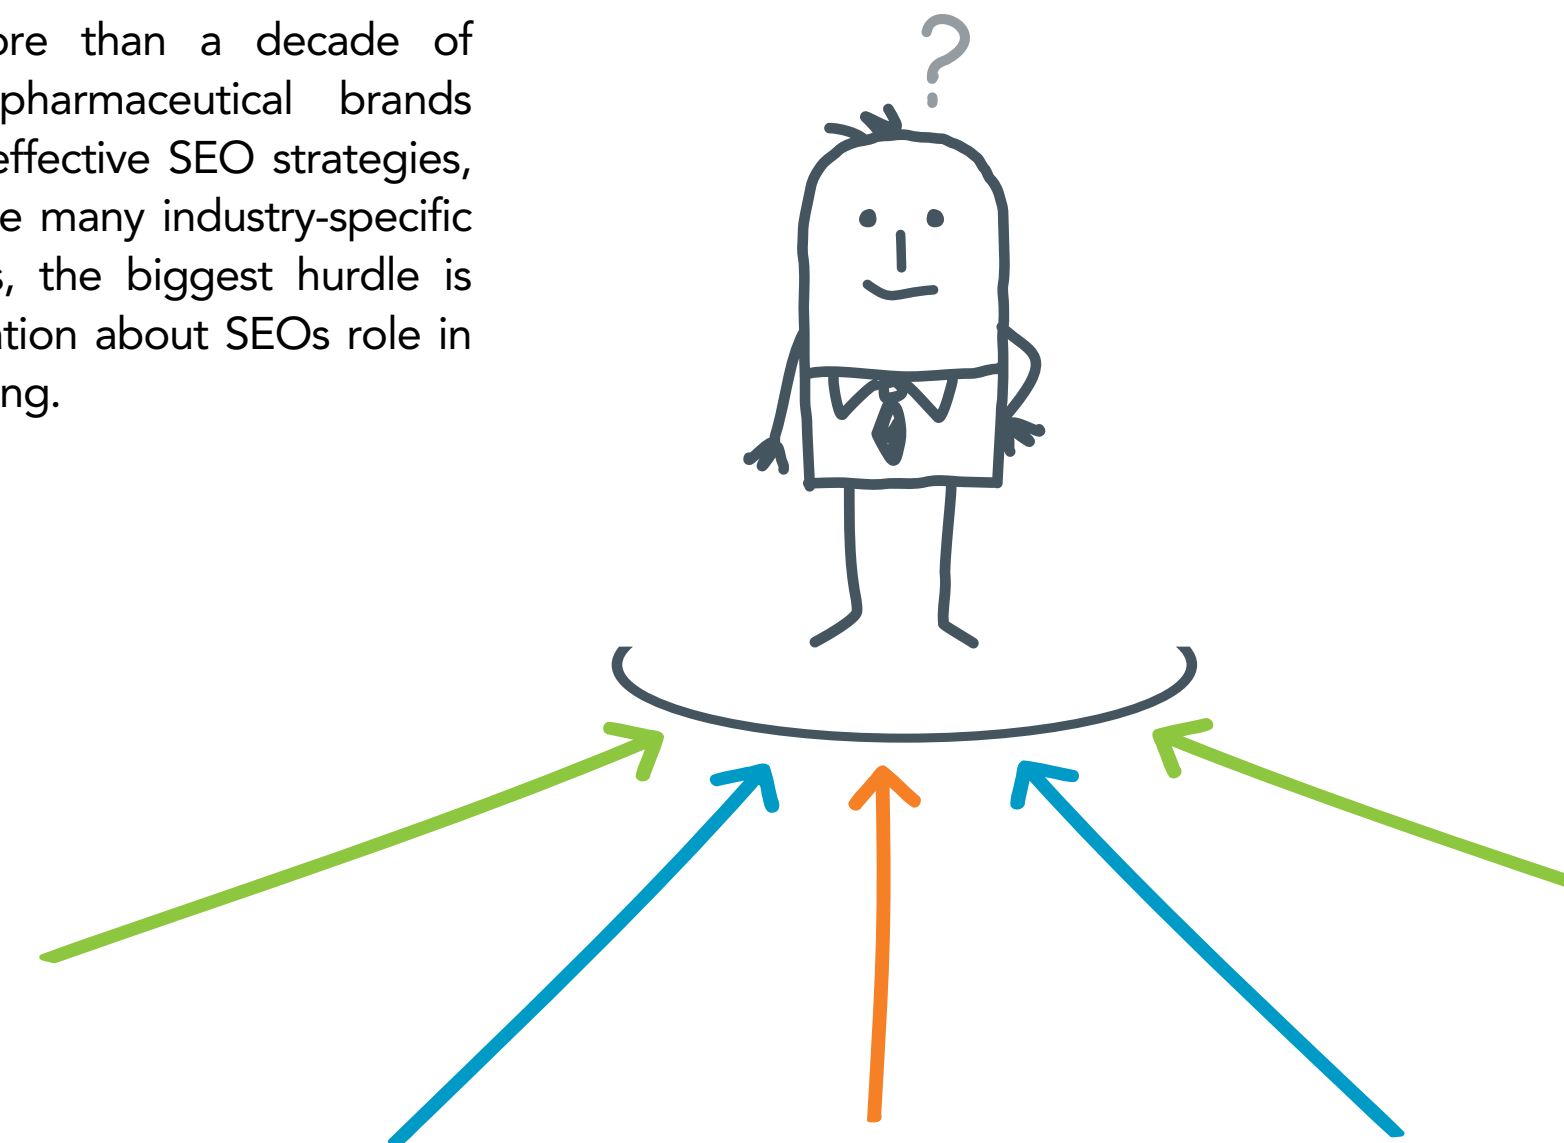 ore than a decade of
pharmaceutical brands
effective SEO strategies,
e many industry-specific
s, the biggest hurdle is
ation about SEOs role in
ng.
?